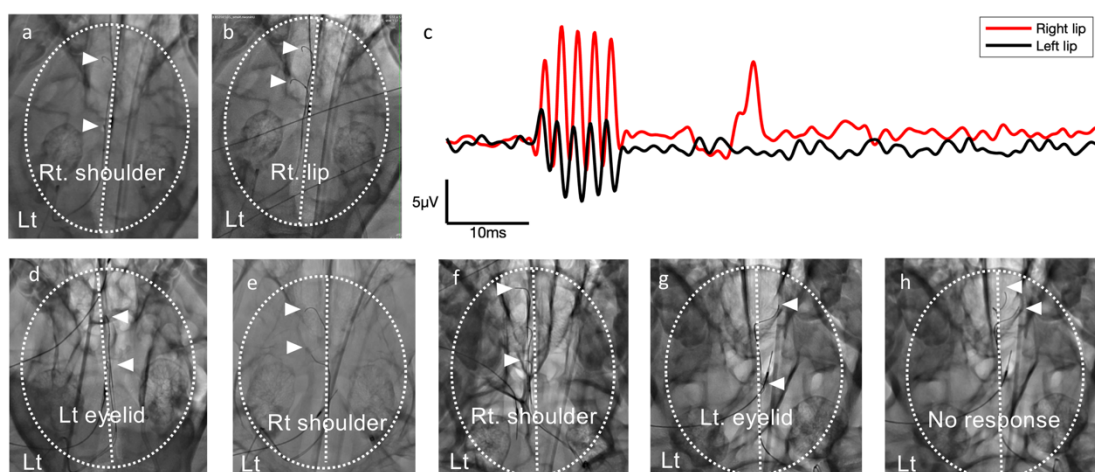 a
Rt. shoulder
Lt
b
Rt. lip
c
Right lip
Left lip
5μV
10ms
d
Lt eyelid
Lt
e
Rt shoulder
Lt
f
Rt. shoulder
Lt
g
Lt. eyelid
Lt
h
No response
Lt